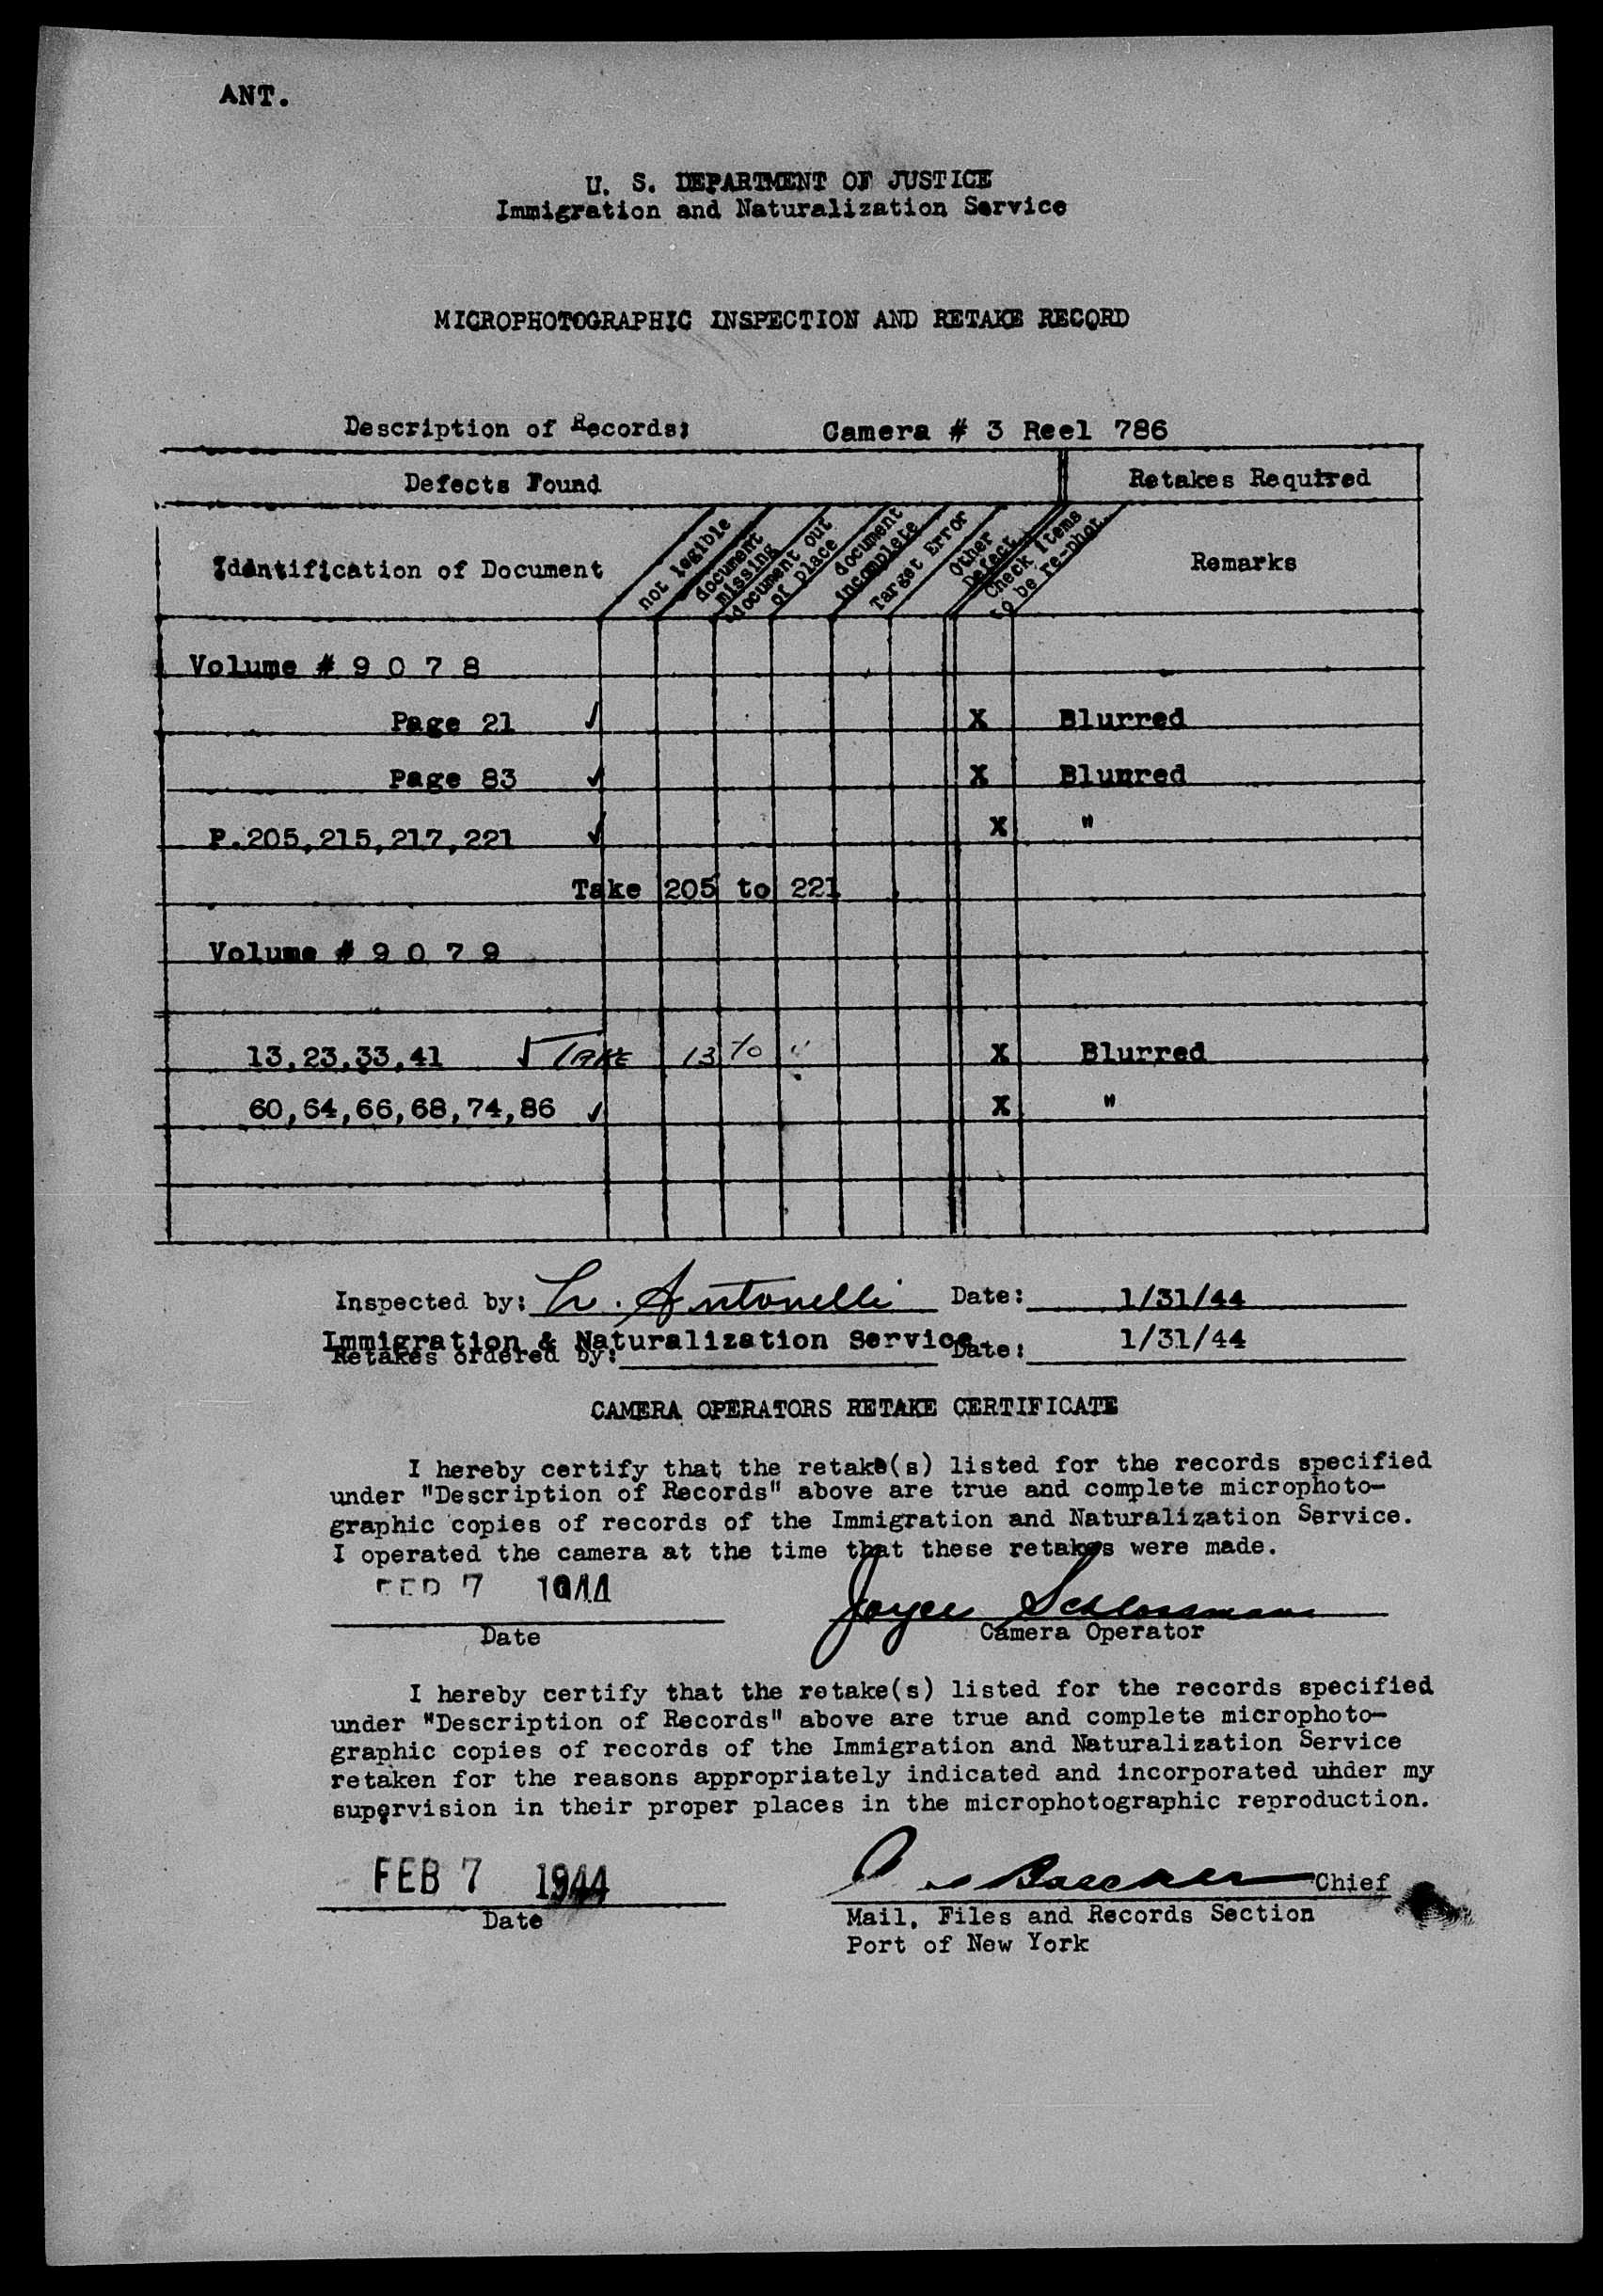 ANT.
U. S. DEPARTMENT OF JUSTICE
Immigration and Naturalization Service
MICROPHOTOGRAPHIC INSPECTION AND RETAKE RECORD
Description of Records: Camera # 3 Reel 786
Defects Found Retakes Required
Identification of Document
not legible
document
missing
document out
of place
document
incomplete
Target Error
Other
Defect
Check items
to be re-phot.
Remarks
Volume # 9 0 7 8
Page 21 ✓ X Blurred
Page 83 ✓ X Blurred
P.205,215,217,221 ✓ X "
Take 205 to 221
Volume # 9 0 7 9
13,23,33,41 ✓ TAKE 13 To X Blurred
60,64,66,68,74,86 ✓ X "
Inspected by: L. Antonelli Date: 1/31/44
Immigration & Naturalization Service 1/31/44
Retakes ordered by: Date:
CAMERA OPERATORS RETAKE CERTIFICATE
I hereby certify that the retake(s) listed for the records specified
under "Description of Records" above are true and complete microphoto-
graphic copies of records of the Immigration and Naturalization Service.
I operated the camera at the time that these retakes were made.
FEB 7 1944 Joyce Schlossman
Date Camera Operator
I hereby certify that the retake(s) listed for the records specified
under "Description of Records" above are true and complete microphoto-
graphic copies of records of the Immigration and Naturalization Service
retaken for the reasons appropriately indicated and incorporated under my
supervision in their proper places in the microphotographic reproduction.
FEB 7 1944 Chief
Date Mail, Files and Records Section
Port of New York